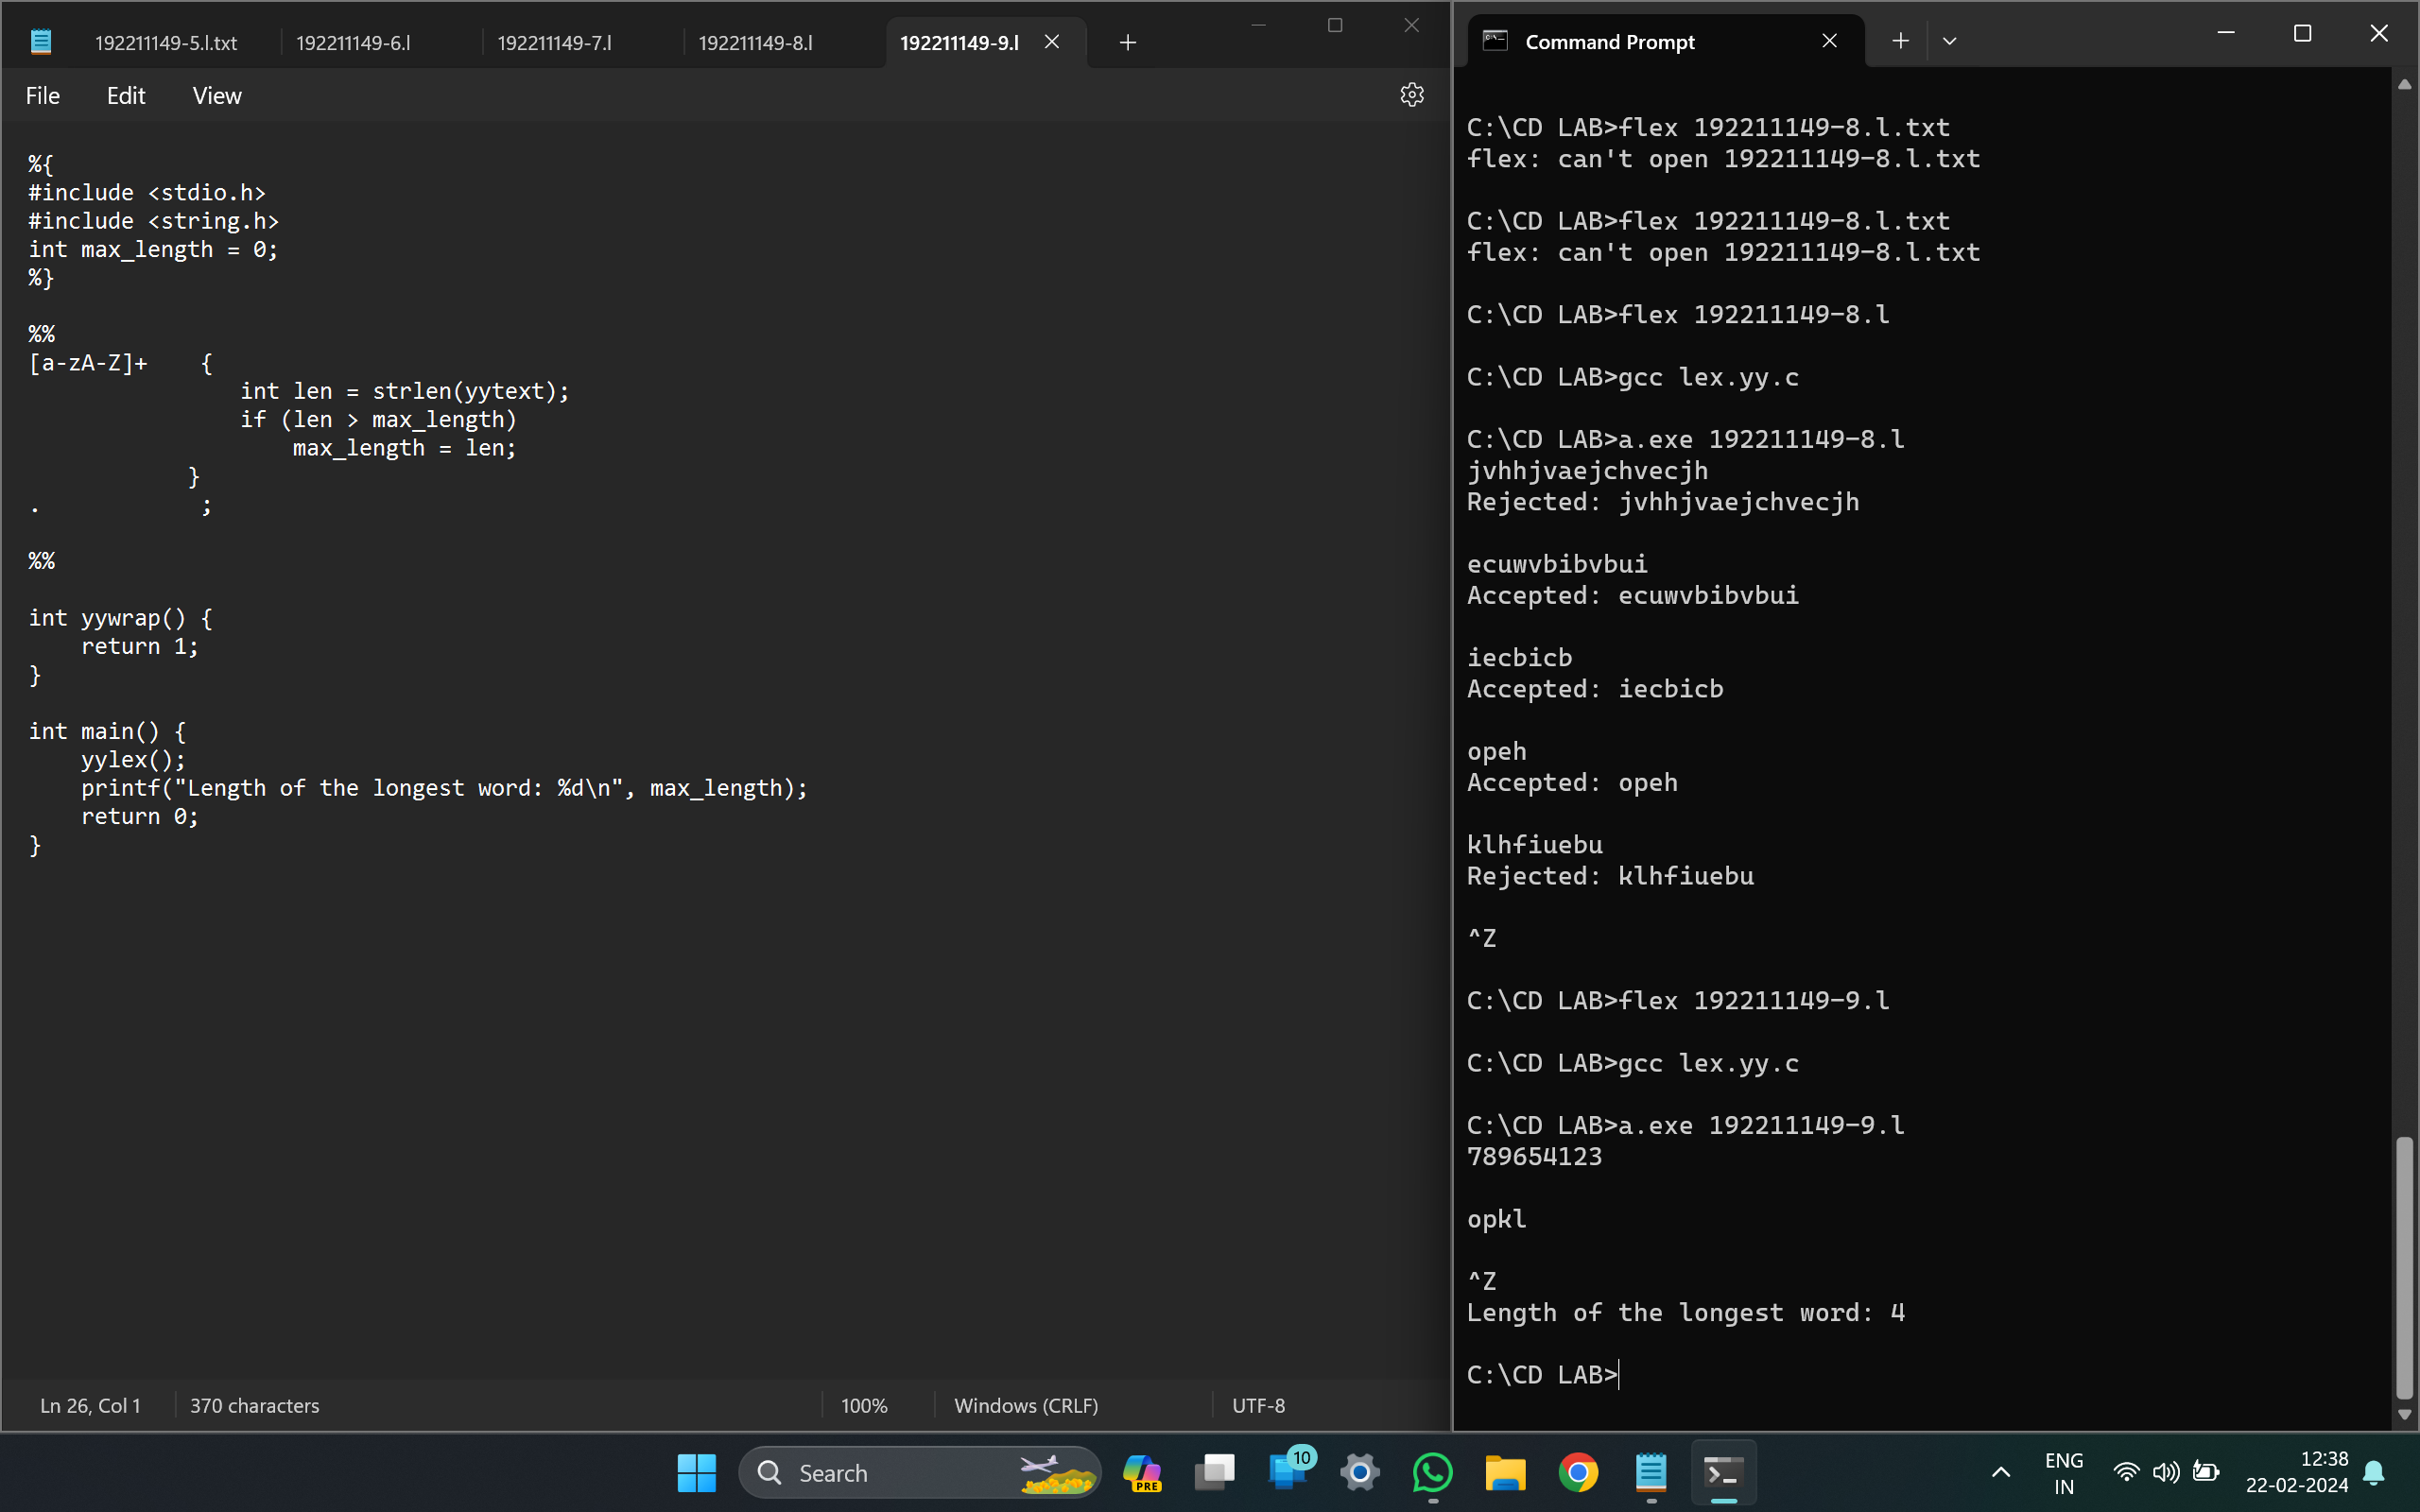 192211149-5.l.txt
192211149-6.l
192211149-7.l
192211149-8.l
192211149-9.l
File
Edit
View
%{
#include <stdio.h>
#include <string.h>
int max_length = 0;
%}
%%
[a-zA-Z]+    {
                int len = strlen(yytext);
                if (len > max_length)
                    max_length = len;
            }
.            ;
%%
int yywrap() {
    return 1;
}
int main() {
    yylex();
    printf("Length of the longest word: %d\n", max_length);
    return 0;
}
Ln 26, Col 1
370 characters
100%
Windows (CRLF)
UTF-8
Command Prompt
C:\CD LAB>flex 192211149-8.l.txt
flex: can't open 192211149-8.l.txt
C:\CD LAB>flex 192211149-8.l.txt
flex: can't open 192211149-8.l.txt
C:\CD LAB>flex 192211149-8.l
C:\CD LAB>gcc lex.yy.c
C:\CD LAB>a.exe 192211149-8.l
jvhhjvaejchvecjh
Rejected: jvhhjvaejchvecjh
ecuwvbibvbui
Accepted: ecuwvbibvbui
iecbicb
Accepted: iecbicb
opeh
Accepted: opeh
klhfiuebu
Rejected: klhfiuebu
^Z
C:\CD LAB>flex 192211149-9.l
C:\CD LAB>gcc lex.yy.c
C:\CD LAB>a.exe 192211149-9.l
789654123
opkl
^Z
Length of the longest word: 4
C:\CD LAB>
Search
PRE
10
ENG
IN
12:38
22-02-2024